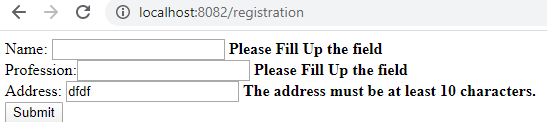 localhost:8082/registration
Name: Please Fill Up the field
Profession: Please Fill Up the field
Address: dfdf The address must be at least 10 characters.
Submit